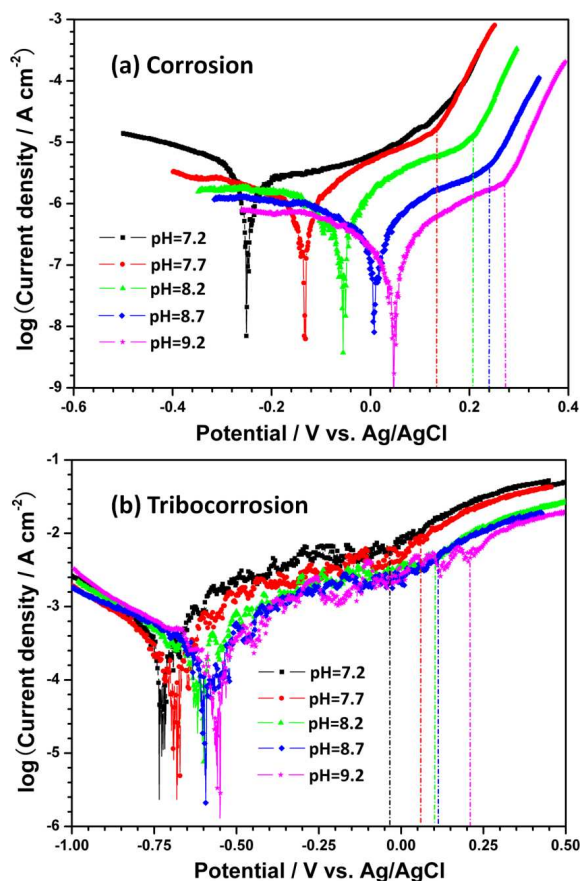 (a) Corrosion
log (Current density / A cm-2)
-3
-4
-5
-6
-7
-8
-9
pH=7.2
pH=7.7
pH=8.2
pH=8.7
pH=9.2
-0.6 -0.4 -0.2 0.0 0.2 0.4
Potential / V vs. Ag/AgCl
(b) Tribocorrosion
log (Current density / A cm-2)
-1
-2
-3
-4
-5
-6
pH=7.2
pH=7.7
pH=8.2
pH=8.7
pH=9.2
-1.00 -0.75 -0.50 -0.25 0.00 0.25 0.50
Potential / V vs. Ag/AgCl